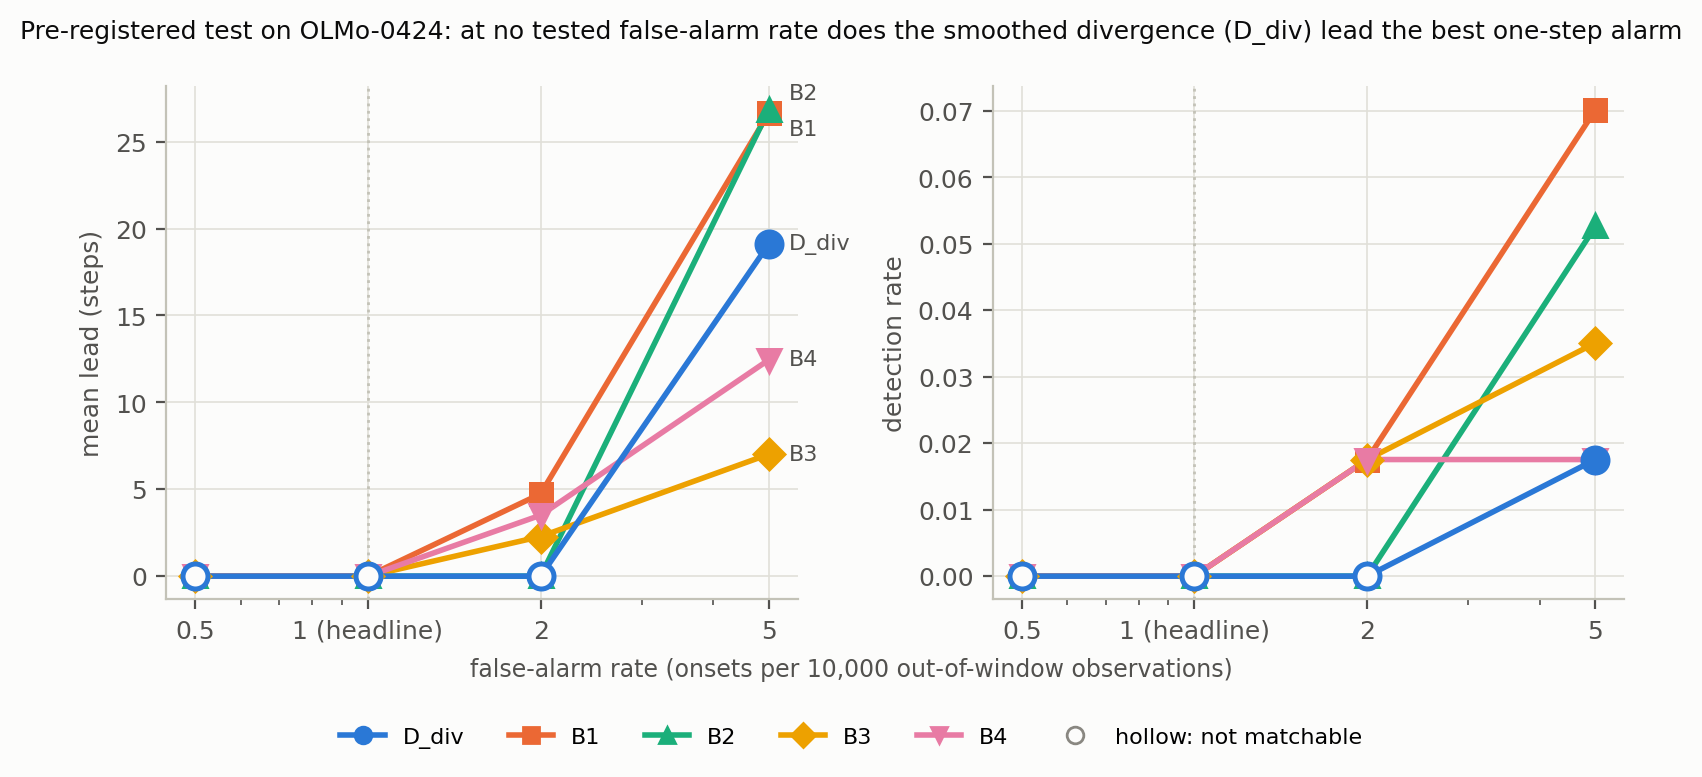 Pre-registered test on OLMo-0424: at no tested false-alarm rate does the smoothed divergence (D_div) lead the best one-step alarm
mean lead (steps)
25
20
15
10
5
0
B2
B1
D_div
B4
B3
0.5
1 (headline)
2
5
detection rate
0.07
0.06
0.05
0.04
0.03
0.02
0.01
0.00
0.5
1 (headline)
2
5
false-alarm rate (onsets per 10,000 out-of-window observations)
D_div
B1
B2
B3
B4
hollow: not matchable